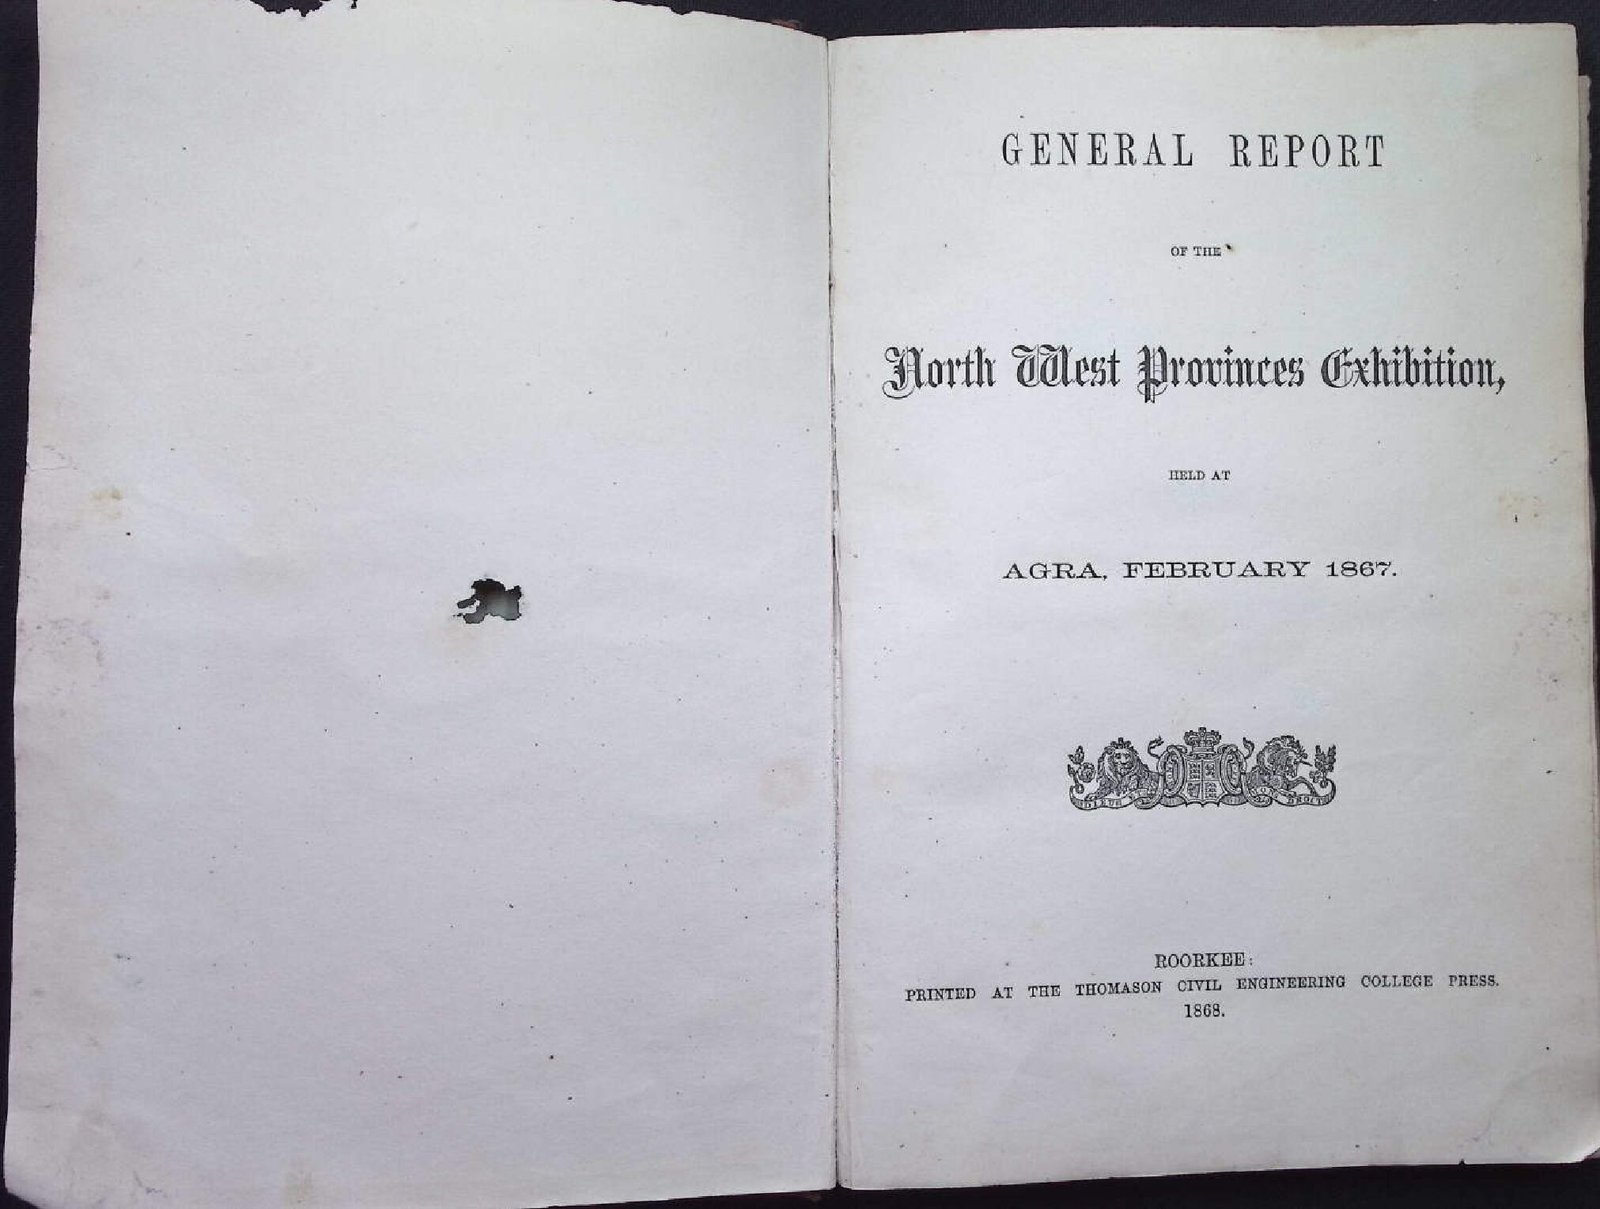 GENERAL REPORT
OF THE
North West Provinces Exhibition,
HELD AT
AGRA, FEBRUARY 1867.
ROORKEE:
PRINTED AT THE THOMASON CIVIL ENGINEERING COLLEGE PRESS.
1868.